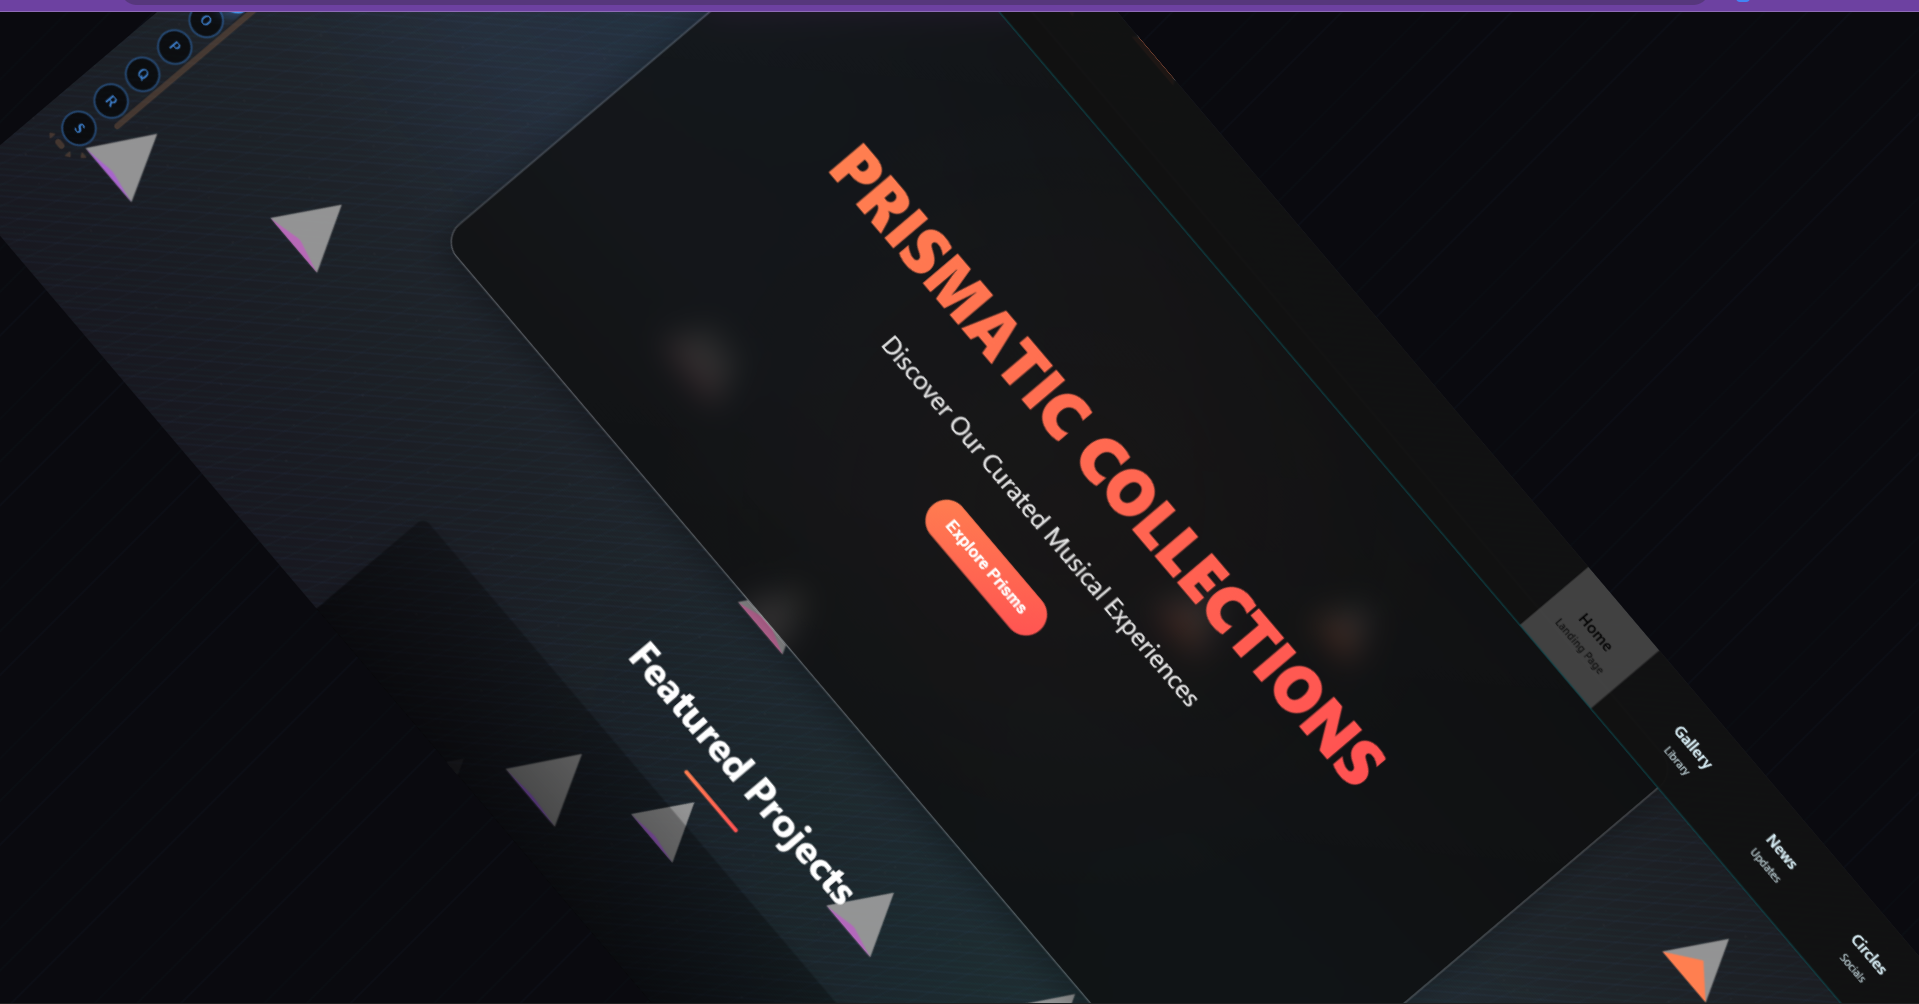 Home
Landing Page
Gallery
Library
News
Updates
Circles
Socials
PRISMATIC COLLECTIONS
Discover Our Curated Musical Experiences
Explore Prisms
Featured Projects
O
P
Q
R
S